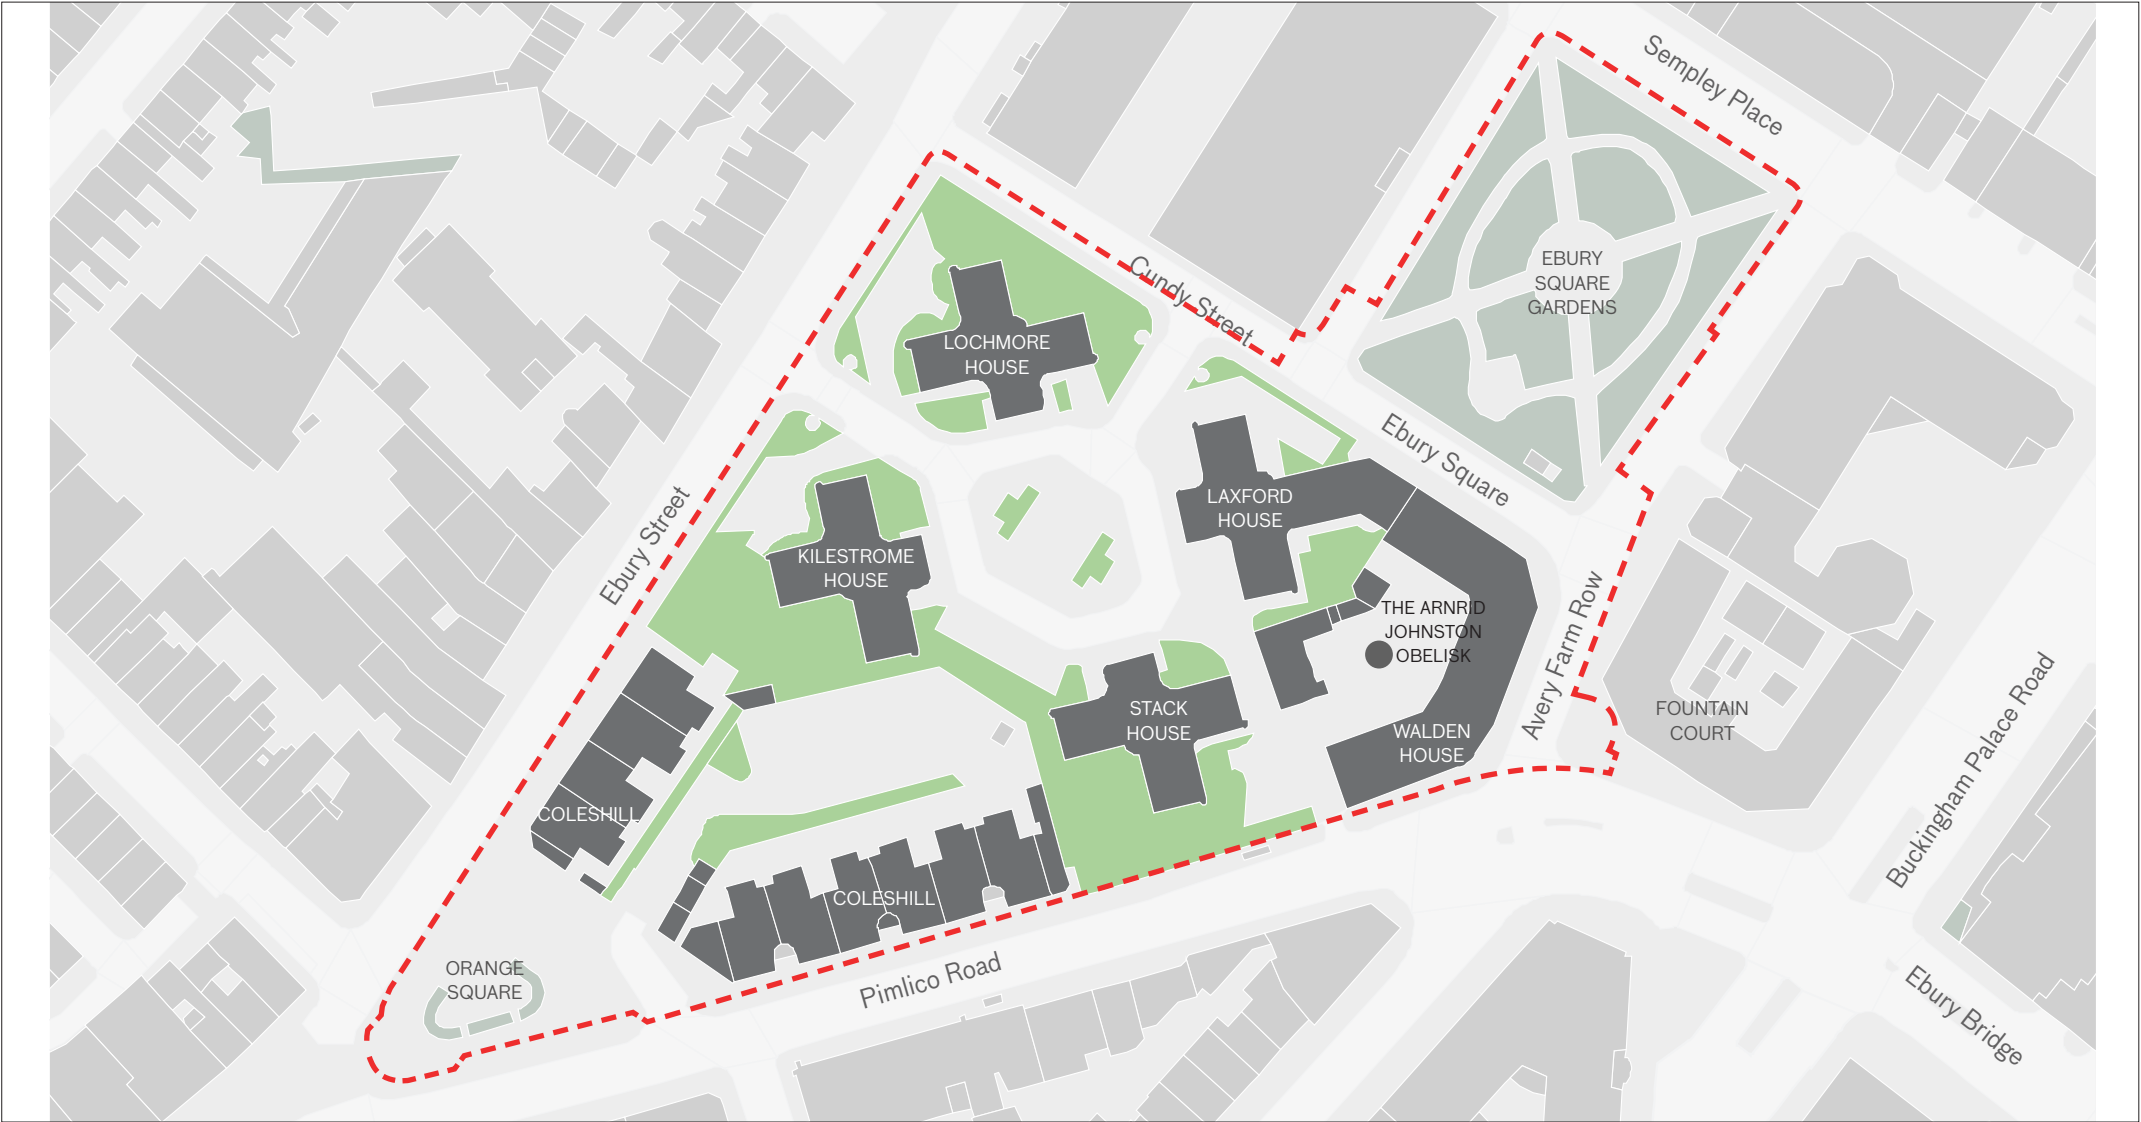 Sempley Place
EBURY
SQUARE
GARDENS
Cundy Street
LOCHMORE
HOUSE
Ebury Square
LAXFORD
HOUSE
Ebury Street
KILESTROME
HOUSE
THE ARNRID
JOHNSTON
OBELISK
Avery Farm Row
STACK
HOUSE
WALDEN
HOUSE
FOUNTAIN
COURT
Buckingham Palace Road
COLESHILL
COLESHILL
ORANGE
SQUARE
Pimlico Road
Ebury Bridge